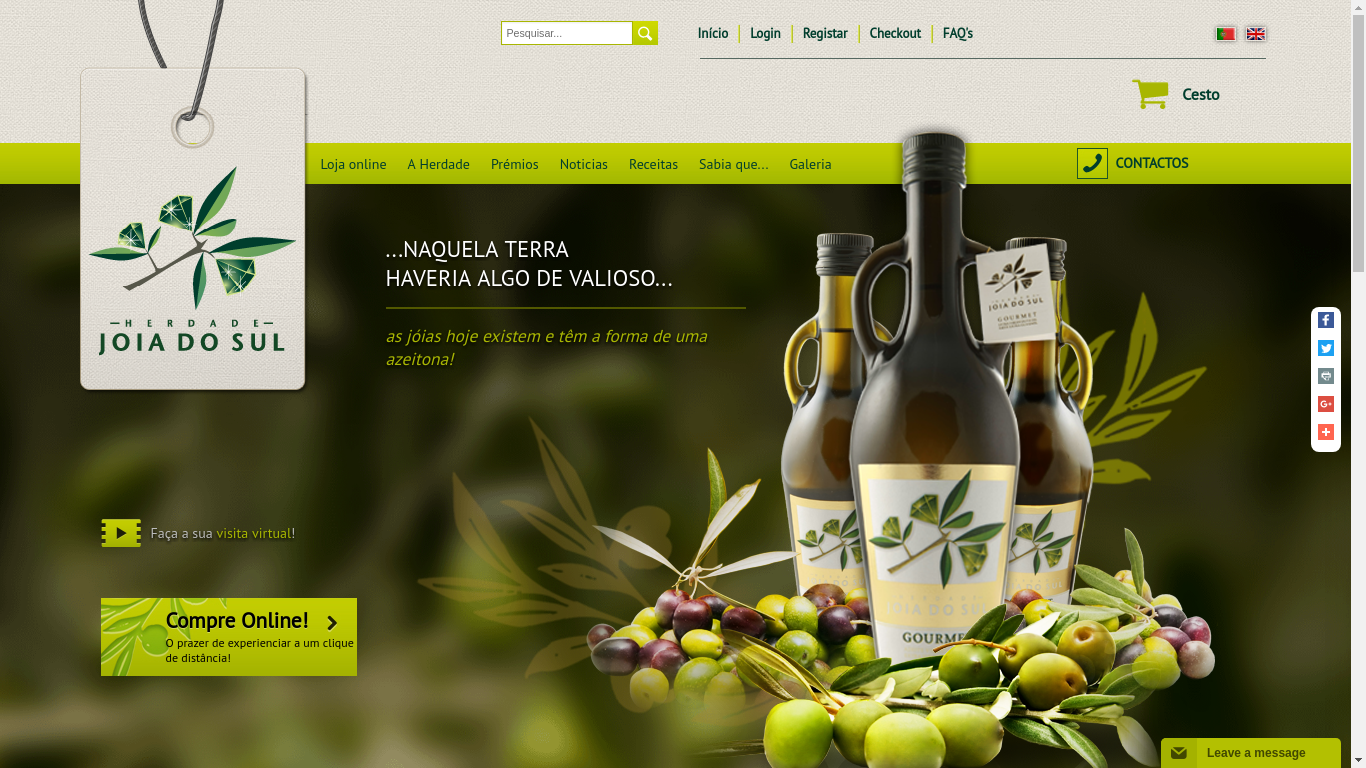 Pesquisar...
Início
Login
Registar
Checkout
FAQ's
Cesto
Loja online
A Herdade
Prémios
Noticias
Receitas
Sabia que...
Galeria
CONTACTOS
HERDADE
JOIA DO SUL
...NAQUELA TERRA
HAVERIA ALGO DE VALIOSO...
as jóias hoje existem e têm a forma de uma
azeitona!
JOIA DO SUL
GOURMET
Faça a sua visita virtual!
Compre Online!
O prazer de experienciar a um clique
de distância!
HERDADE
JOIA DO SUL
GOURMET
Leave a message